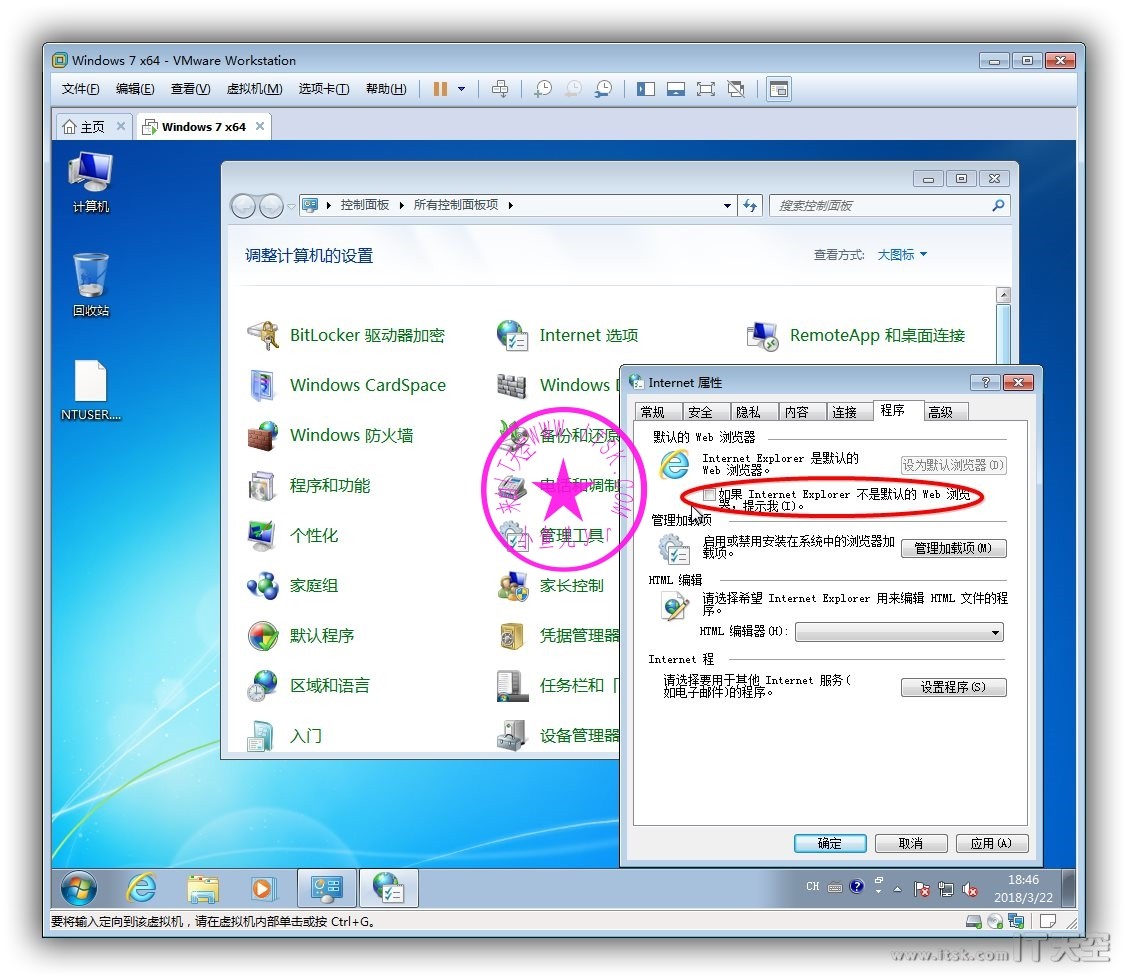 Windows 7 x64 - VMware Workstation
文件(F) 编辑(E) 查看(V) 虚拟机(M) 选项卡(T) 帮助(H)
主页 Windows 7 x64
计算机
回收站
NTUSER....
控制面板 所有控制面板项
搜索控制面板
调整计算机的设置
查看方式: 大图标
BitLocker 驱动器加密 Internet 选项 RemoteApp 和桌面连接
Windows CardSpace Windows
Windows 防火墙 备份和还原
程序和功能 电话和调制
个性化 管理工具
家庭组 家长控制
默认程序 凭据管理器
区域和语言 任务栏和「
入门 设备管理器
Internet 属性
常规 安全 隐私 内容 连接 程序 高级
默认的 Web 浏览器
Internet Explorer 是默认的
Web 浏览器。
设为默认浏览器(D)
如果 Internet Explorer 不是默认的 Web 浏览
器，提示我(I)。
管理加载项
启用或禁用安装在系统中的浏览器加
载项。
管理加载项(M)
HTML 编辑
请选择希望 Internet Explorer 用来编辑 HTML 文件的程
序。
HTML 编辑器(H):
Internet 程
请选择要用于其他 Internet 服务(
如电子邮件)的程序。
设置程序(S)
确定 取消 应用(A)
CH
18:46
2018/3/22
要将输入定向到该虚拟机，请在虚拟机内部单击或按 Ctrl+G。
www.itsk.com IT天空